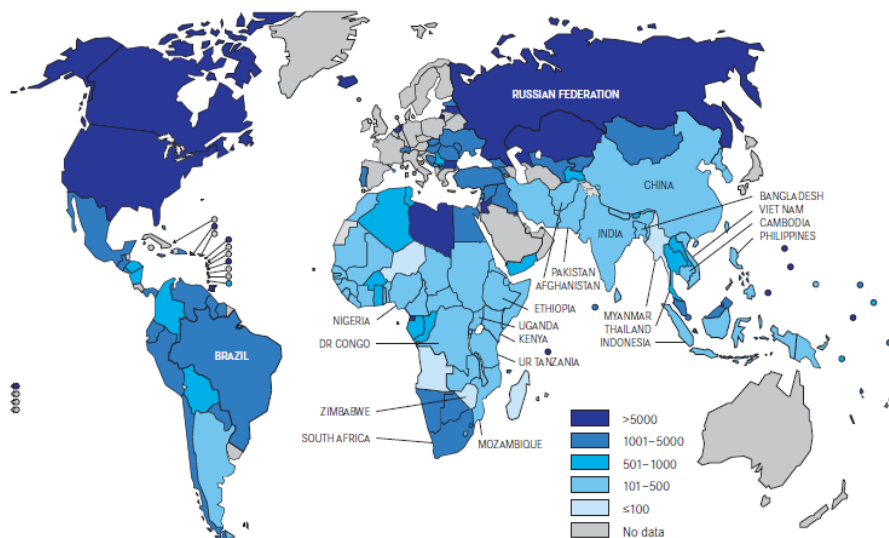 RUSSIAN FEDERATION
CHINA
BANGLADESH
VIET NAM
CAMBODIA
PHILIPPINES
INDIA
PAKISTAN
AFGHANISTAN
ETHIOPIA
NIGERIA
UGANDA
KENYA
MYANMAR
THAILAND
INDONESIA
DR CONGO
UR TANZANIA
BRAZIL
ZIMBABWE
SOUTH AFRICA
MOZAMBIQUE
>5000
1001–5000
501–1000
101–500
≤100
No data